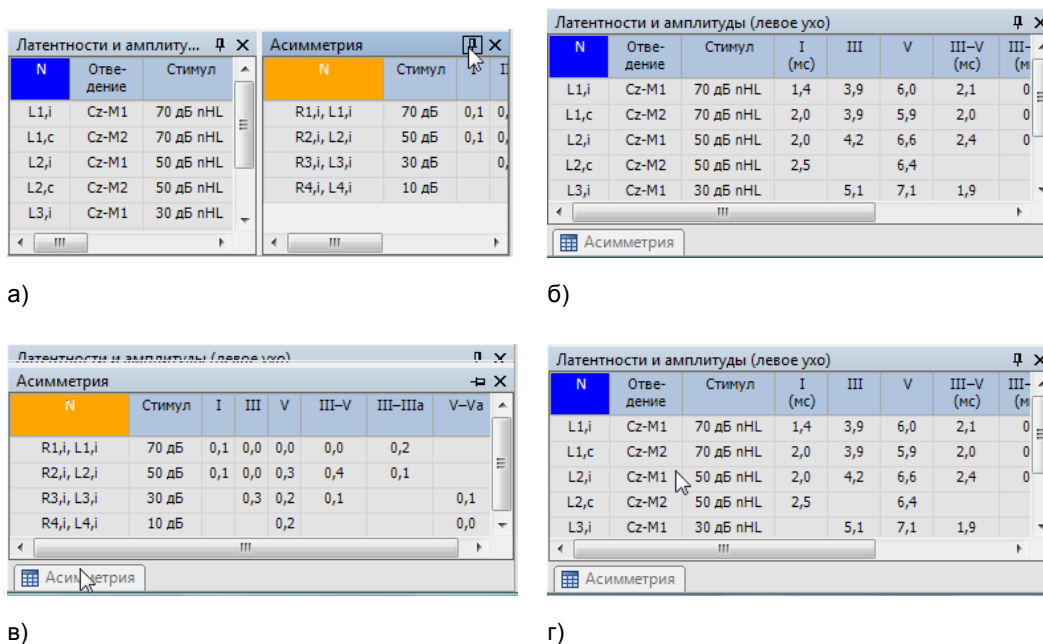 Латентности и амплиту... Асимметрия
N Отве- Стимул N Стимул I
дение
L1,i Cz-M1 70 дБ nHL R1,i, L1,i 70 дБ 0,1 0,
L1,c Cz-M2 70 дБ nHL R2,i, L2,i 50 дБ 0,1 0,
L2,i Cz-M1 50 дБ nHL R3,i, L3,i 30 дБ 0,
L2,c Cz-M2 50 дБ nHL R4,i, L4,i 10 дБ
L3,i Cz-M1 30 дБ nHL
а)
Латентности и амплитуды (левое ухо)
N Отве- Стимул I III V III–V III-
дение (мс) (мс) (м
L1,i Cz-M1 70 дБ nHL 1,4 3,9 6,0 2,1 0
L1,c Cz-M2 70 дБ nHL 2,0 3,9 5,9 2,0 0
L2,i Cz-M1 50 дБ nHL 2,0 4,2 6,6 2,4 0
L2,c Cz-M2 50 дБ nHL 2,5 6,4
L3,i Cz-M1 30 дБ nHL 5,1 7,1 1,9
Асимметрия
б)
Латентности и амплитуды (левое ухо)
Асимметрия
N Стимул I III V III–V III–IIIa V–Va
R1,i, L1,i 70 дБ 0,1 0,0 0,0 0,0 0,2
R2,i, L2,i 50 дБ 0,1 0,0 0,3 0,4 0,1
R3,i, L3,i 30 дБ 0,3 0,2 0,1 0,1
R4,i, L4,i 10 дБ 0,2 0,0
Асимметрия
в)
Латентности и амплитуды (левое ухо)
N Отве- Стимул I III V III–V III-
дение (мс) (мс) (м
L1,i Cz-M1 70 дБ nHL 1,4 3,9 6,0 2,1 0
L1,c Cz-M2 70 дБ nHL 2,0 3,9 5,9 2,0 0
L2,i Cz-M1 50 дБ nHL 2,0 4,2 6,6 2,4 0
L2,c Cz-M2 50 дБ nHL 2,5 6,4
L3,i Cz-M1 30 дБ nHL 5,1 7,1 1,9
Асимметрия
г)